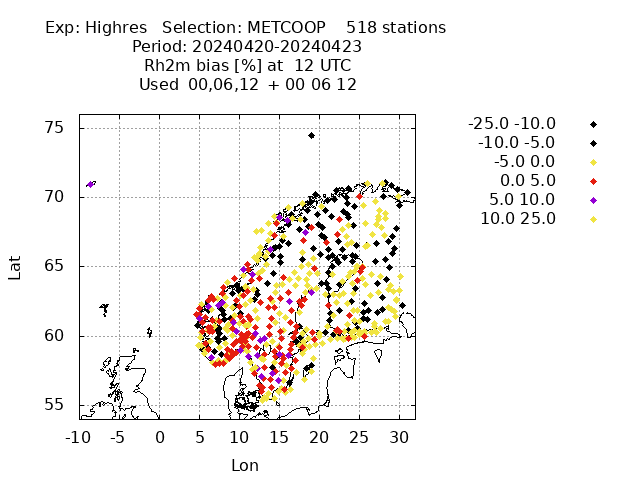 Exp: Highres   Selection: METCOOP    518 stations
Period: 20240420-20240423
Rh2m bias [%] at  12 UTC
Used  00,06,12  + 00 06 12
-25.0 -10.0
-10.0 -5.0
-5.0 0.0
0.0 5.0
5.0 10.0
10.0 25.0
75
70
65
60
55
Lat
-10 -5 0 5 10 15 20 25 30
Lon